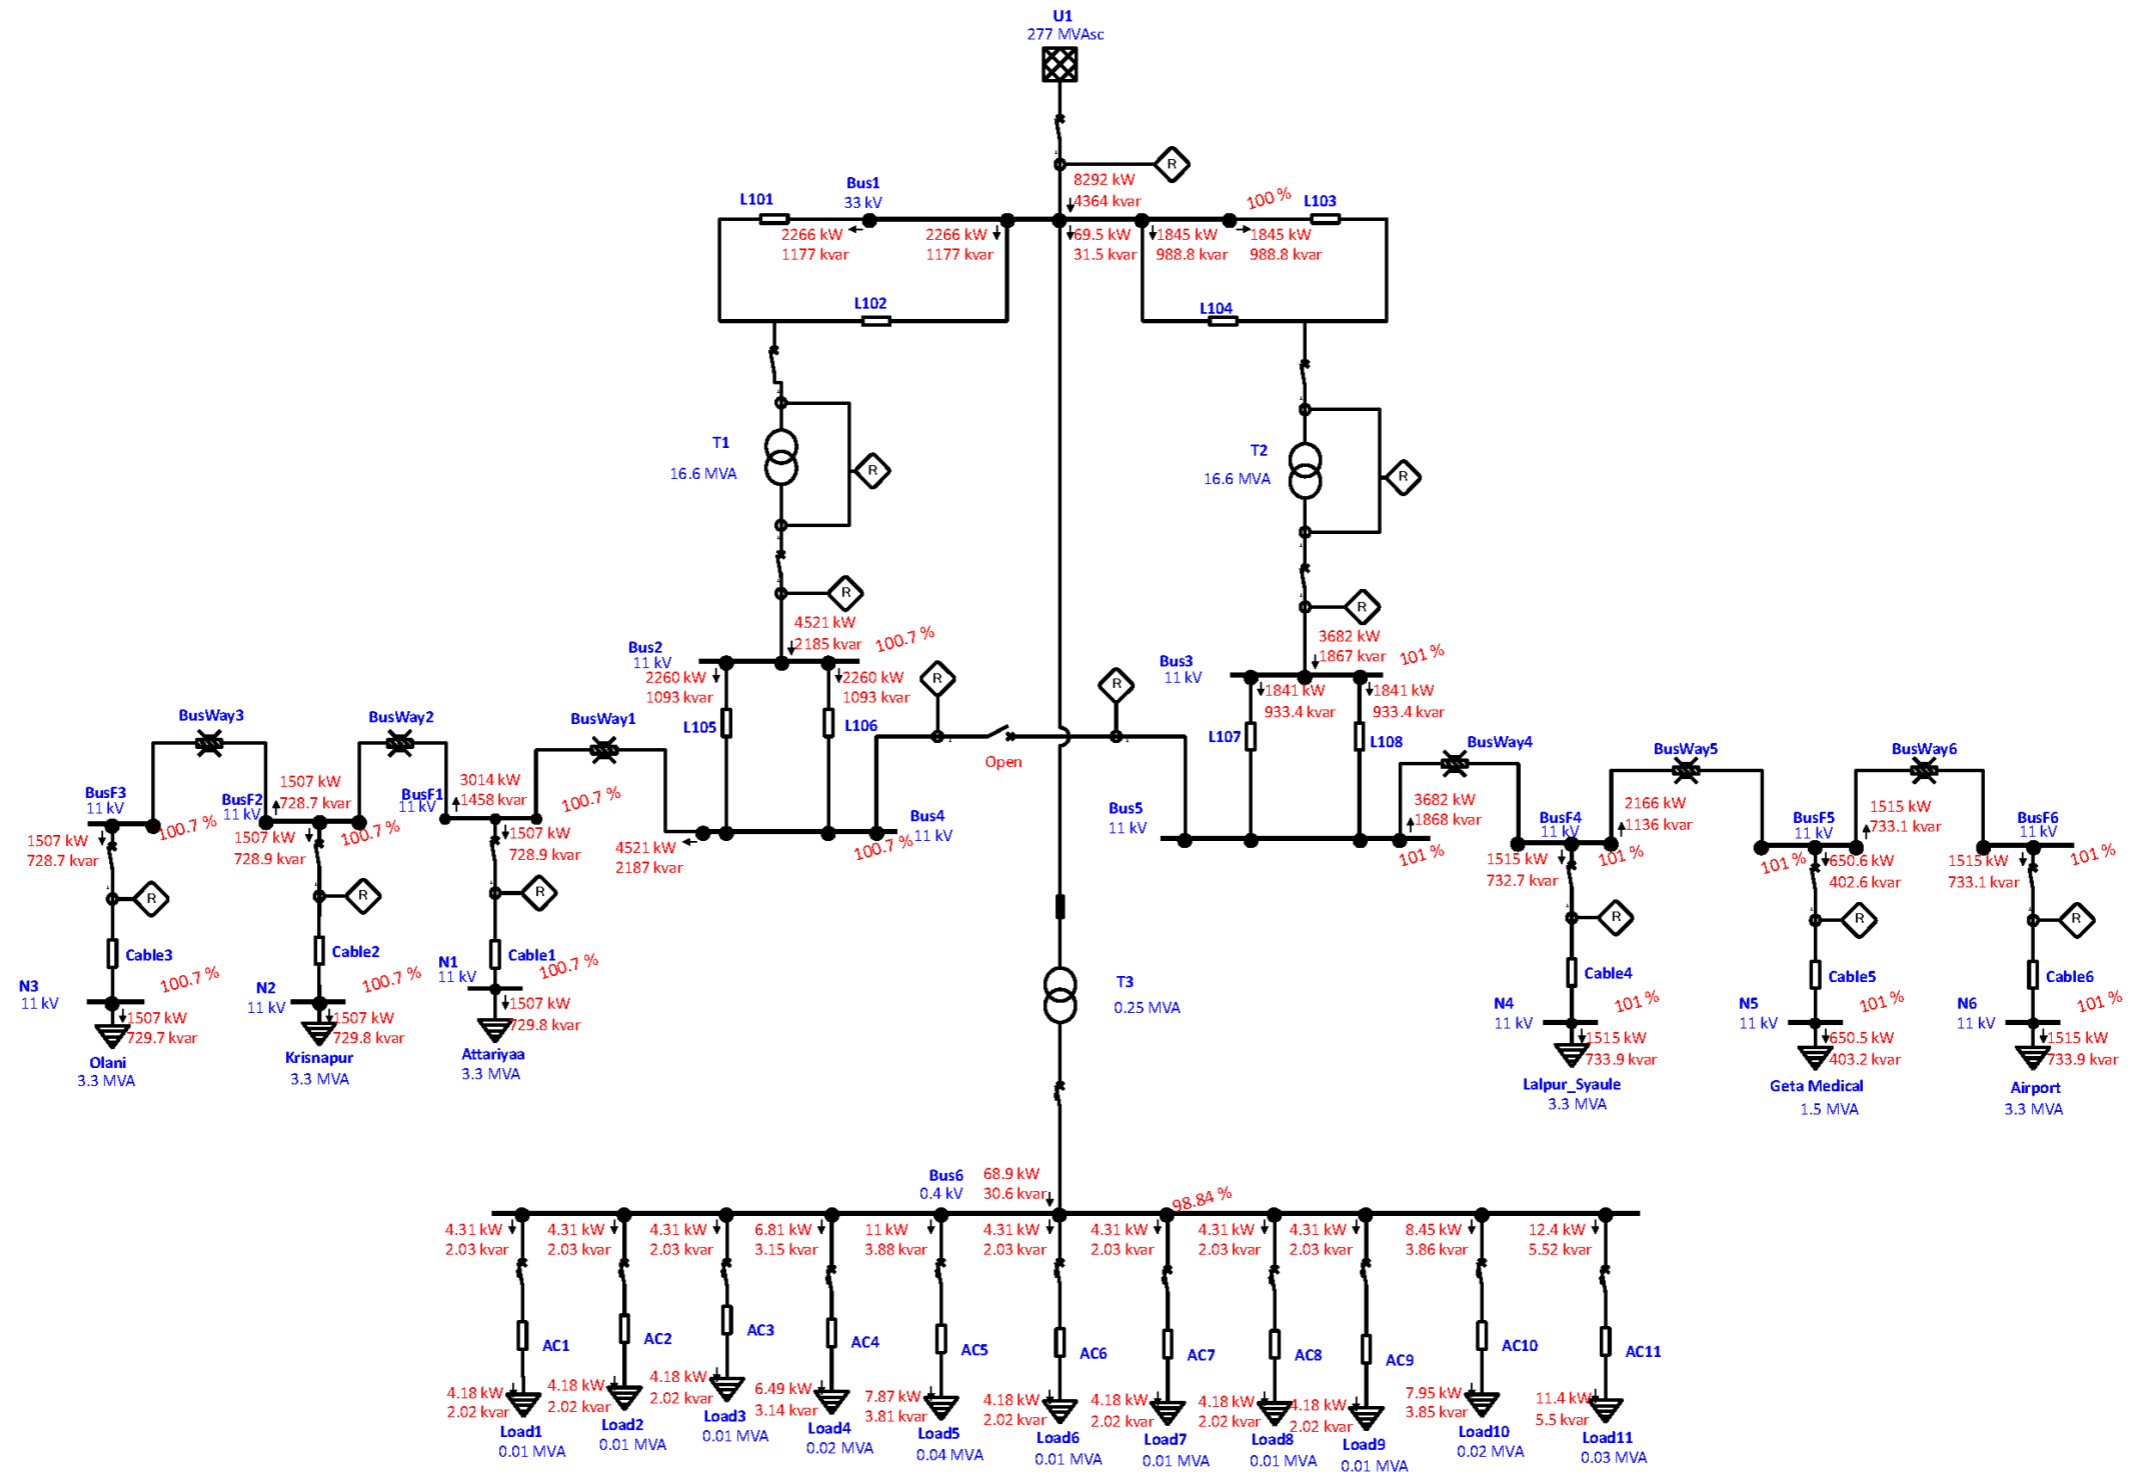 U1
277 MVAsc
R
8292 kW
4364 kvar
L101
Bus1
33 kV
100 %
L103
2266 kW
1177 kvar
2266 kW
1177 kvar
69.5 kW
31.5 kvar
1845 kW
988.8 kvar
1845 kW
988.8 kvar
L102
L104
T1
16.6 MVA
R
T2
16.6 MVA
R
R
R
4521 kW
2185 kvar
100.7 %
Bus2
11 kV
3682 kW
1867 kvar
101 %
Bus3
11 kV
2260 kW
1093 kvar
2260 kW
1093 kvar
R
R
1841 kW
933.4 kvar
1841 kW
933.4 kvar
L105
L106
L107
L108
Open
BusWay3
BusWay2
BusWay1
BusWay4
BusWay5
BusWay6
BusF3
11 kV
1507 kW
728.7 kvar
100.7 %
BusF2
11 kV
1507 kW
728.7 kvar
1507 kW
728.9 kvar
100.7 %
BusF1
11 kV
3014 kW
1458 kvar
100.7 %
1507 kW
728.9 kvar
4521 kW
2187 kvar
100.7 %
Bus4
11 kV
Bus5
11 kV
3682 kW
1868 kvar
101 %
BusF4
11 kV
1515 kW
732.7 kvar
101 %
2166 kW
1136 kvar
BusF5
11 kV
101 %
650.6 kW
402.6 kvar
1515 kW
733.1 kvar
BusF6
11 kV
1515 kW
733.1 kvar
101 %
R
R
R
R
R
R
Cable3
Cable2
Cable1
Cable4
Cable5
Cable6
N3
11 kV
100.7 %
1507 kW
729.7 kvar
Olani
3.3 MVA
N2
11 kV
100.7 %
1507 kW
729.8 kvar
Krisnapur
3.3 MVA
N1
11 kV
100.7 %
1507 kW
729.8 kvar
Attariyaa
3.3 MVA
T3
0.25 MVA
N4
11 kV
101 %
1515 kW
733.9 kvar
Lalpur_Syaule
3.3 MVA
N5
11 kV
101 %
650.5 kW
403.2 kvar
Geta Medical
1.5 MVA
N6
11 kV
101 %
1515 kW
733.9 kvar
Airport
3.3 MVA
Bus6
0.4 kV
68.9 kW
30.6 kvar
98.84 %
4.31 kW
2.03 kvar
4.31 kW
2.03 kvar
4.31 kW
2.03 kvar
6.81 kW
3.15 kvar
11 kW
3.88 kvar
4.31 kW
2.03 kvar
4.31 kW
2.03 kvar
4.31 kW
2.03 kvar
4.31 kW
2.03 kvar
8.45 kW
3.86 kvar
12.4 kW
5.52 kvar
AC1
AC2
AC3
AC4
AC5
AC6
AC7
AC8
AC9
AC10
AC11
4.18 kW
2.02 kvar
Load1
0.01 MVA
4.18 kW
2.02 kvar
Load2
0.01 MVA
4.18 kW
2.02 kvar
Load3
0.01 MVA
6.49 kW
3.14 kvar
Load4
0.02 MVA
7.87 kW
3.81 kvar
Load5
0.04 MVA
4.18 kW
2.02 kvar
Load6
0.01 MVA
4.18 kW
2.02 kvar
Load7
0.01 MVA
4.18 kW
2.02 kvar
Load8
0.01 MVA
4.18 kW
2.02 kvar
Load9
0.01 MVA
7.95 kW
3.85 kvar
Load10
0.02 MVA
11.4 kW
5.5 kvar
Load11
0.03 MVA